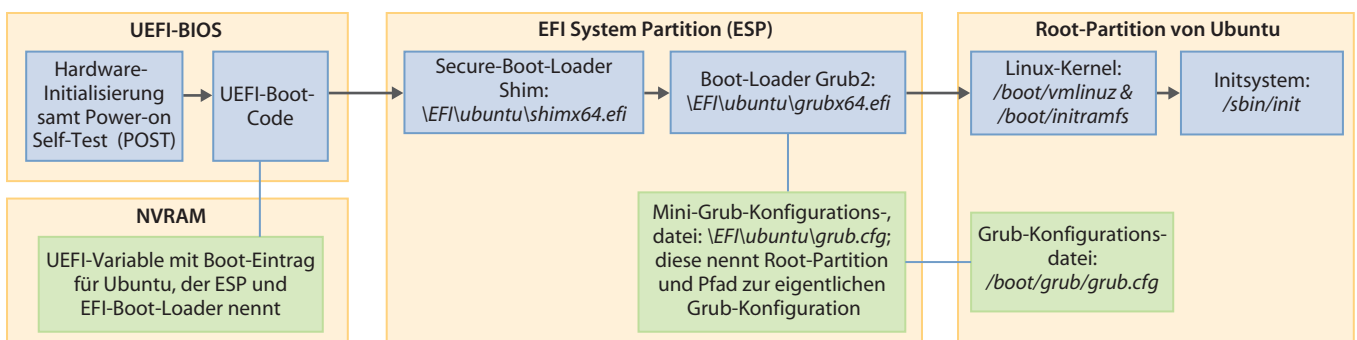 UEFI-BIOS
Hardware-
Initialisierung
samt Power-on
Self-Test (POST)
UEFI-Boot-
Code
NVRAM
UEFI-Variable mit Boot-Eintrag
für Ubuntu, der ESP und
EFI-Boot-Loader nennt
EFI System Partition (ESP)
Secure-Boot-Loader
Shim:
\EFI\ubuntu\shimx64.efi
Boot-Loader Grub2:
\EFI\ubuntu\grubx64.efi
Mini-Grub-Konfigurations-,
datei: \EFI\ubuntu\grub.cfg;
diese nennt Root-Partition
und Pfad zur eigentlichen
Grub-Konfiguration
Root-Partition von Ubuntu
Linux-Kernel:
/boot/vmlinuz &
/boot/initramfs
Initsystem:
/sbin/init
Grub-Konfigurations-
datei:
/boot/grub/grub.cfg